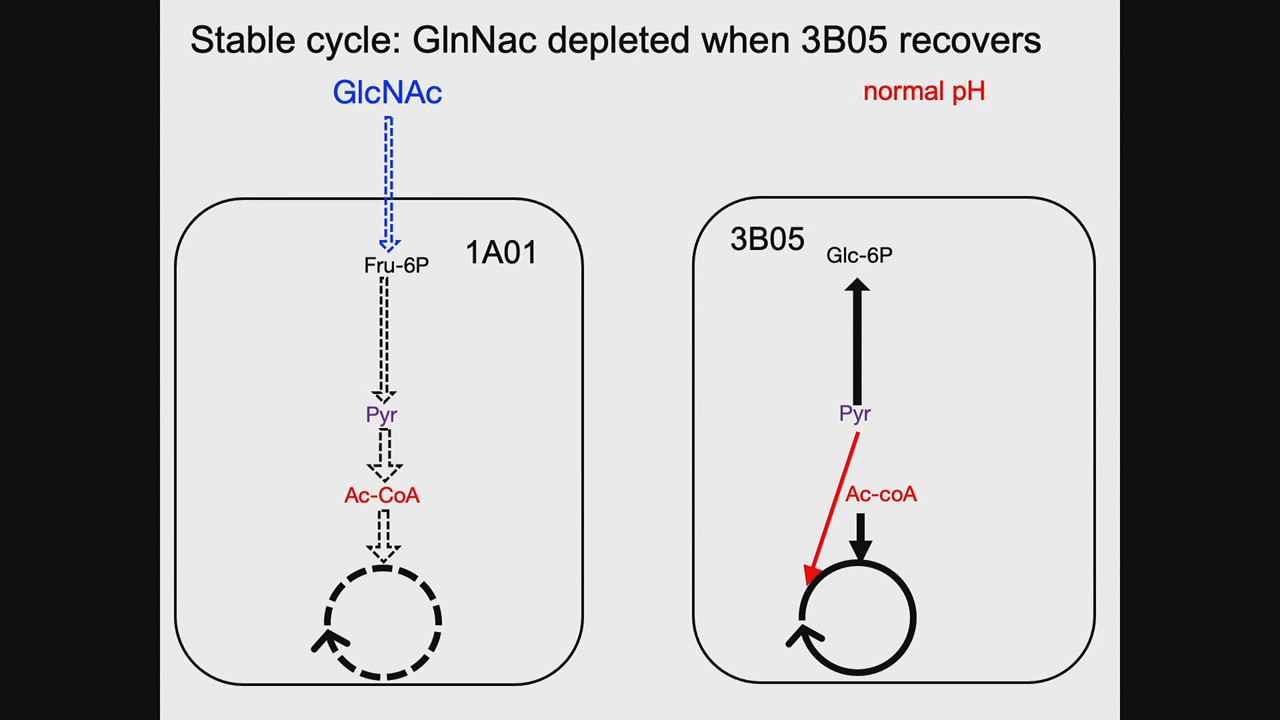 Stable cycle: GlnNac depleted when 3B05 recovers
GlcNAc
normal pH
1A01
Fru-6P
Pyr
Ac-CoA
3B05
Glc-6P
Pyr
Ac-coA